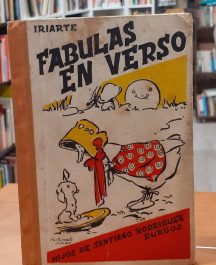 IRIARTE
FABULAS
EN VERSO
HIJOS DE SANTIAGO RODRIGUEZ
BURGOS